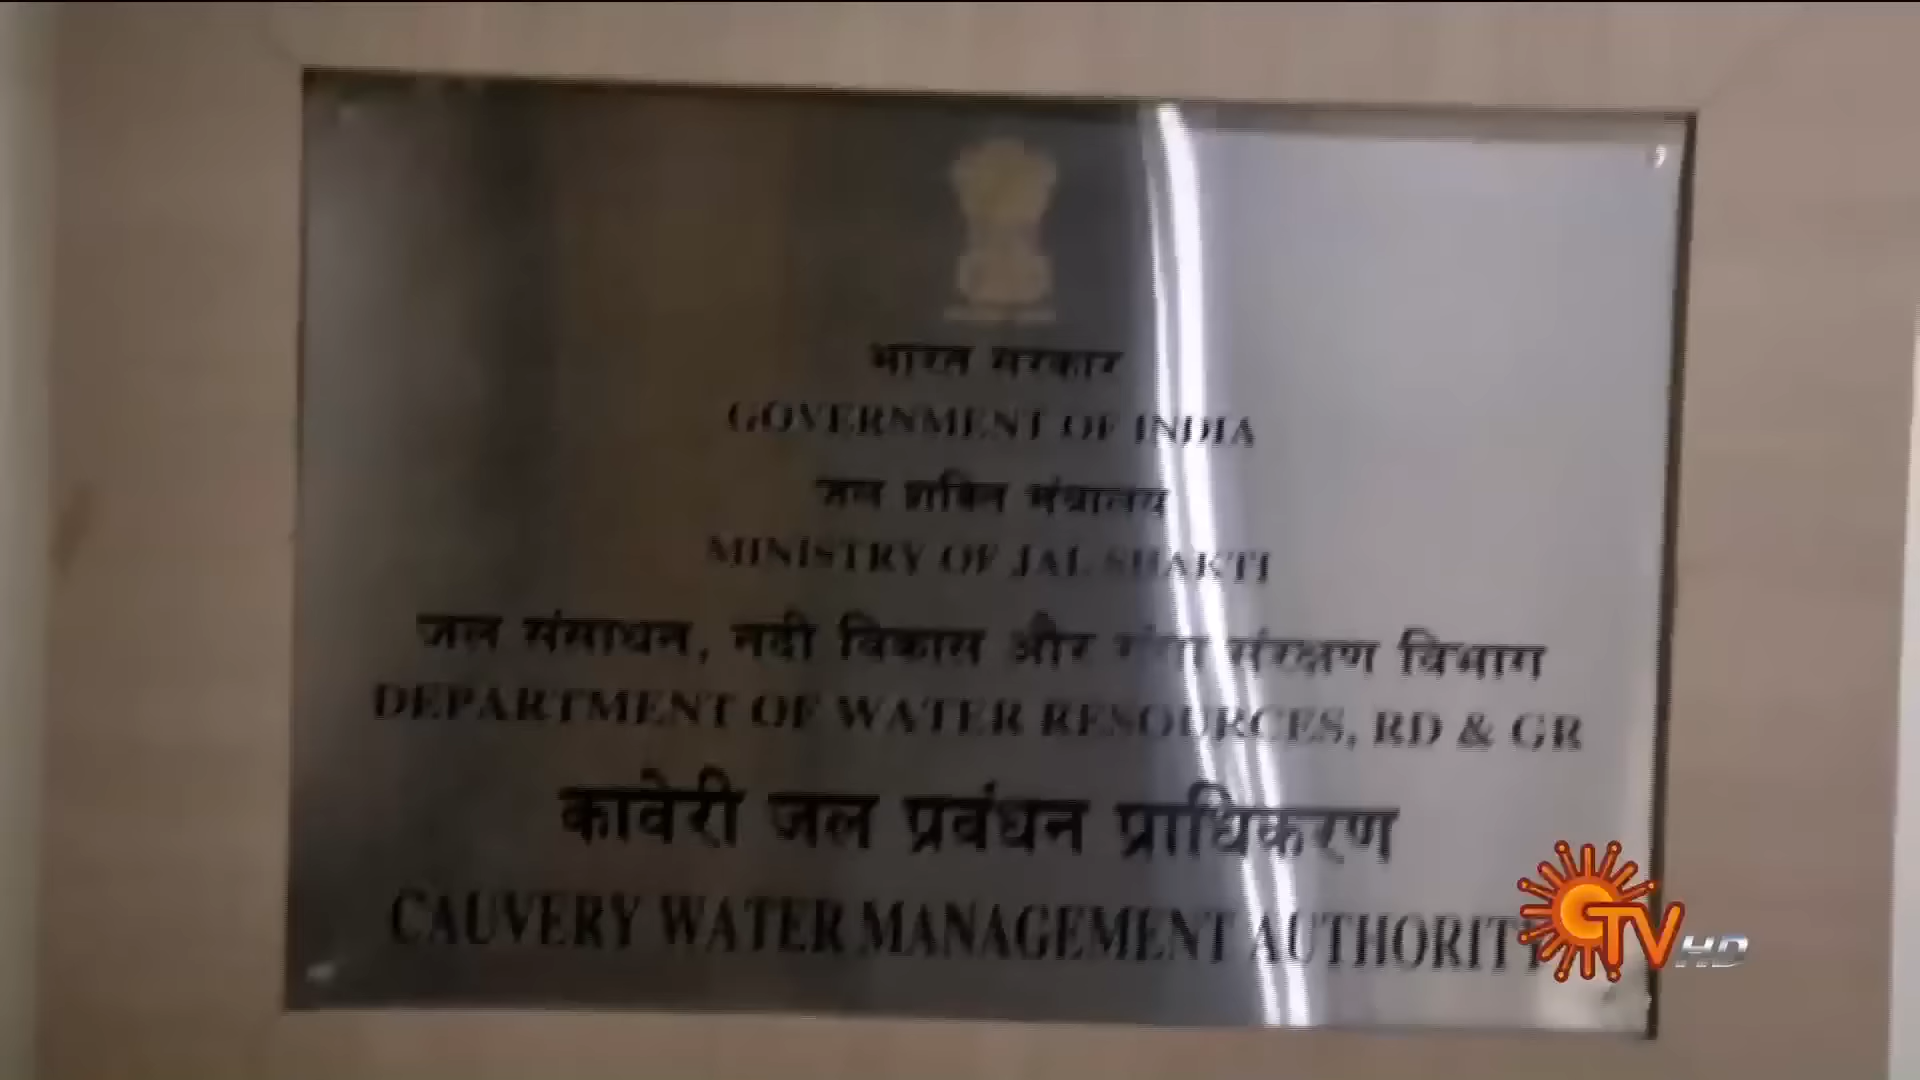 भारत सरकार
GOVERNMENT OF INDIA
जल शक्ति मंत्रालय
MINISTRY OF JAL SHAKTI
जल संसाधन, नदी विकास और गंगा संरक्षण विभाग
DEPARTMENT OF WATER RESOURCES, RD & GR
कावेरी जल प्रबंधन प्राधिकरण
CAUVERY WATER MANAGEMENT AUTHORITY
TV HD